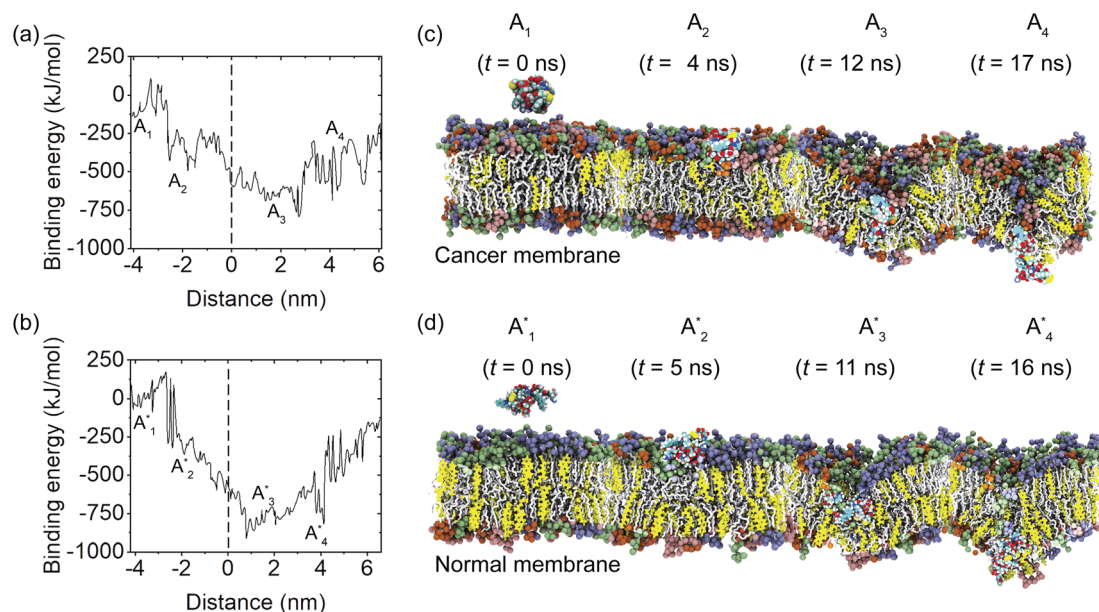 (a)
Binding energy (kJ/mol)
250
0
-250
-500
-750
-1000
A1
A2
A3
A4
-4 -2 0 2 4 6
Distance (nm)
(b)
Binding energy (kJ/mol)
250
0
-250
-500
-750
-1000
A*1
A*2
A*3
A*4
-4 -2 0 2 4 6
Distance (nm)
(c)
A1 A2 A3 A4
(t = 0 ns) (t = 4 ns) (t = 12 ns) (t = 17 ns)
Cancer membrane
(d)
A*1 A*2 A*3 A*4
(t = 0 ns) (t = 5 ns) (t = 11 ns) (t = 16 ns)
Normal membrane